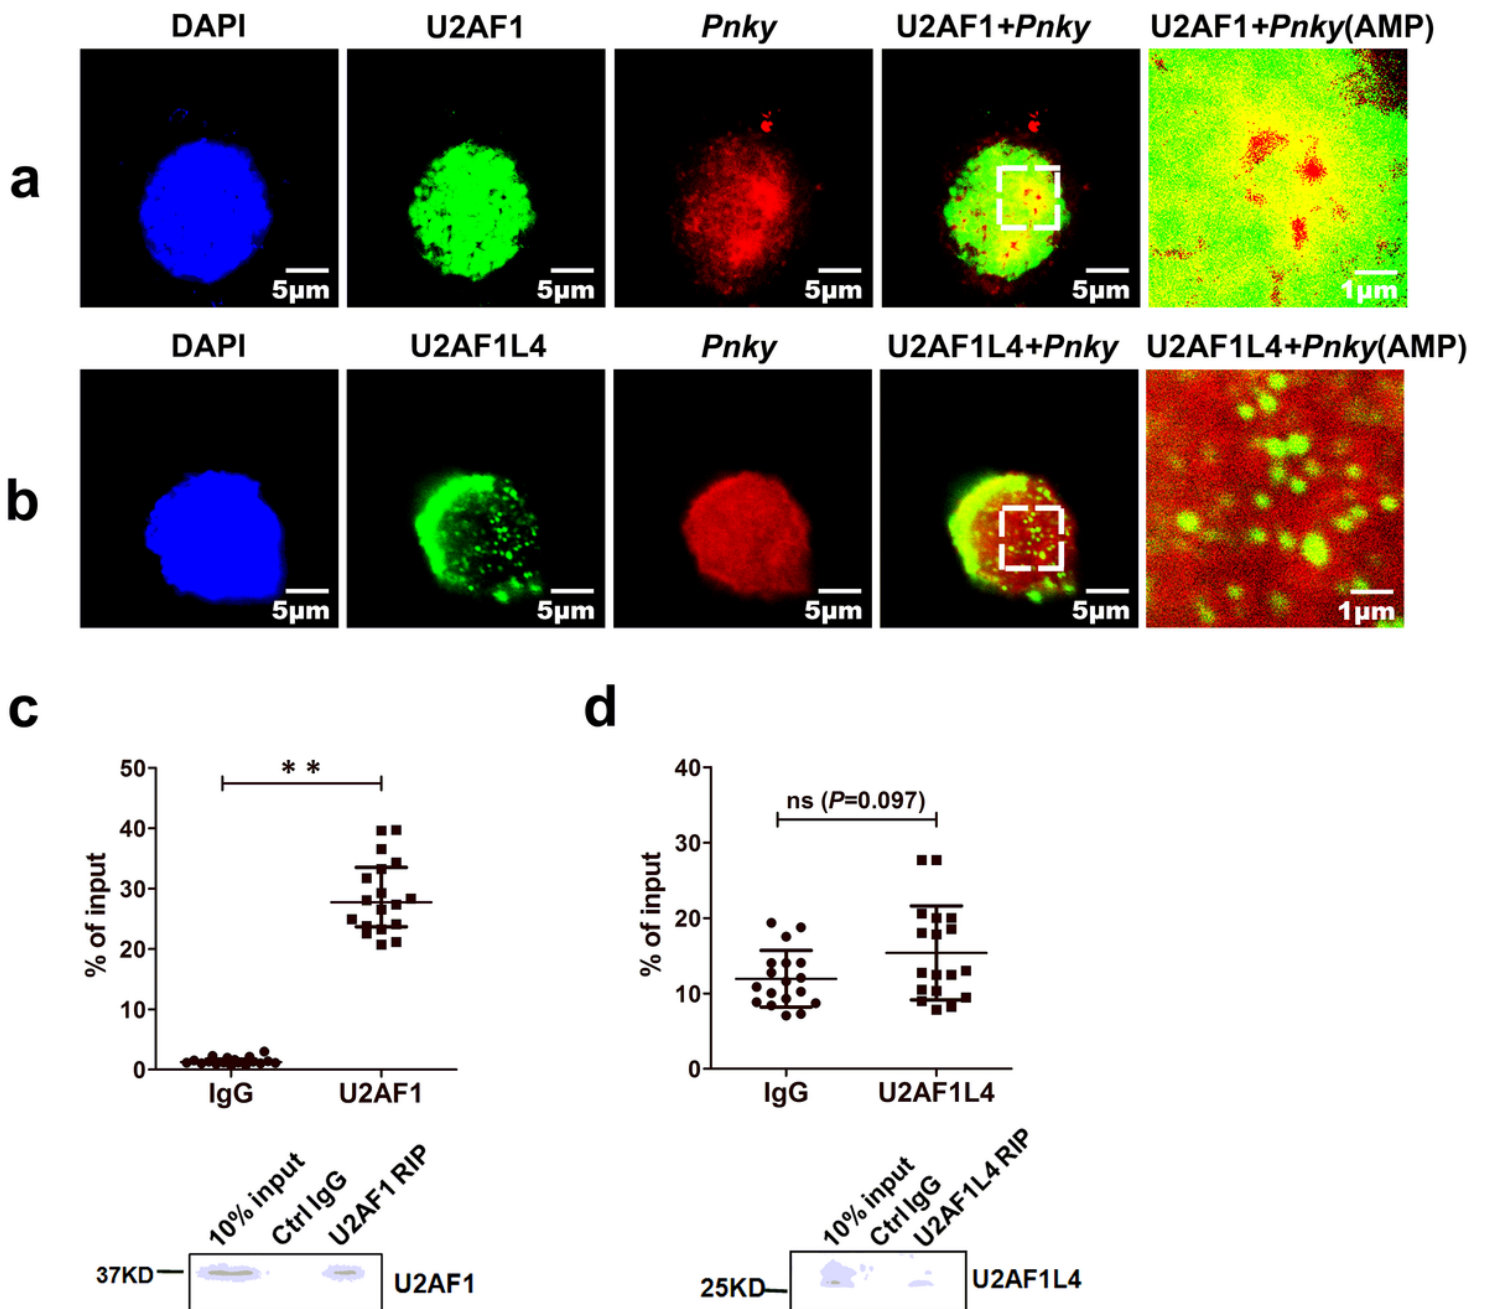 DAPI U2AF1 Pnky U2AF1+Pnky U2AF1+Pnky(AMP)
a
5μm 5μm 5μm 5μm 1μm
DAPI U2AF1L4 Pnky U2AF1L4+Pnky U2AF1L4+Pnky(AMP)
b
5μm 5μm 5μm 5μm 1μm
c
% of input
50
40
30
20
10
0
**
IgG U2AF1
10% input Ctrl IgG U2AF1 RIP
37KD
U2AF1
d
% of input
40
30
20
10
0
ns (P=0.097)
IgG U2AF1L4
10% input Ctrl IgG U2AF1L4 RIP
25KD
U2AF1L4